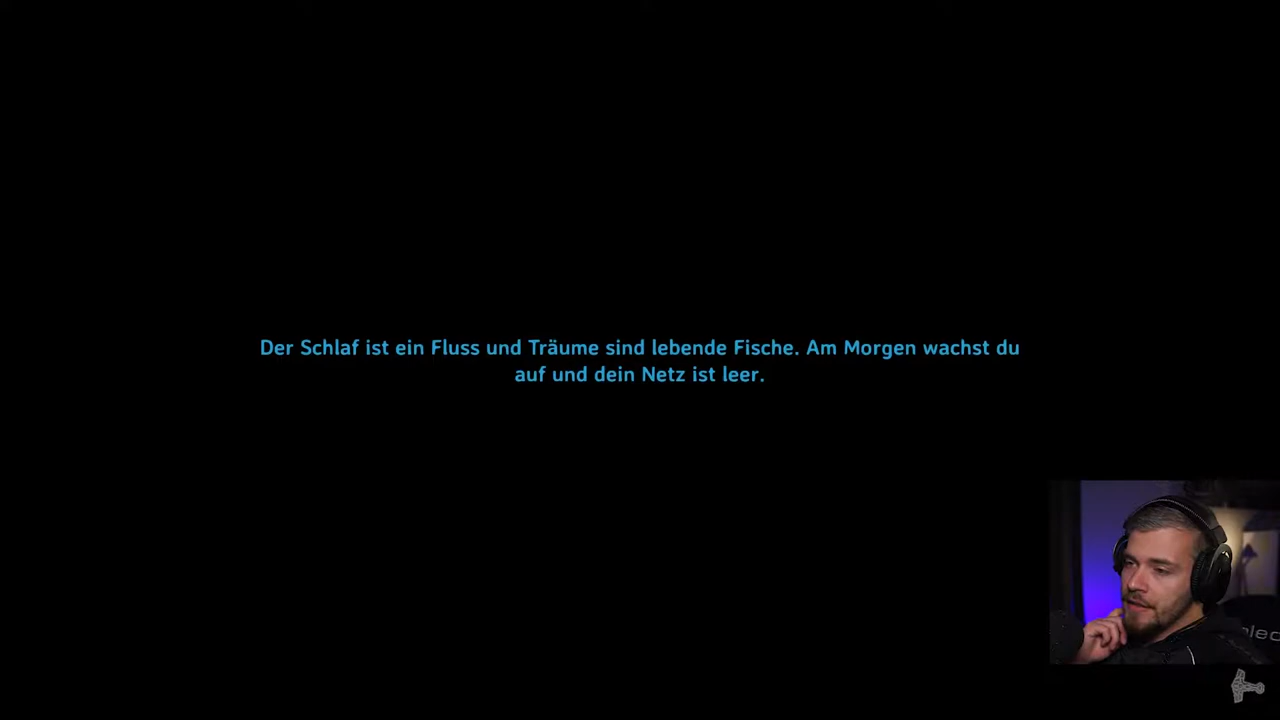 Der Schlaf ist ein Fluss und Träume sind lebende Fische. Am Morgen wachst du
auf und dein Netz ist leer.